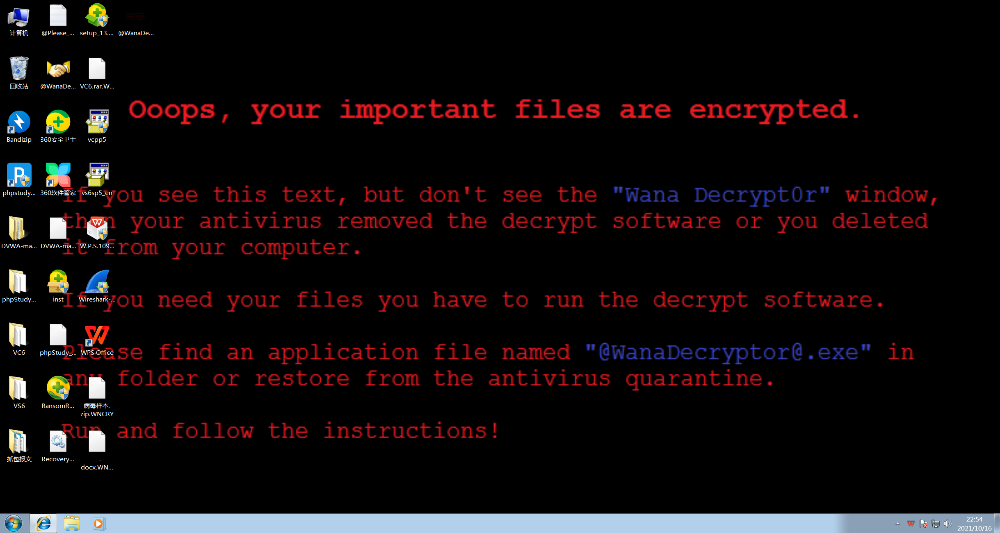 计算机
@Please_...
setup_13....
@WanaDe...
回收站
@WanaDe...
VC6.rar.W...
Bandizip
360安全卫士
vcpp5
phpstudy...
360软件管家
vs6sp5_en
DVWA-ma...
DVWA-ma...
W.P.S.109...
phpStudy...
inst
Wireshark-...
VC6
phpStudy_...
WPS Office
VS6
RansomR...
病毒样本.
zip.WNCRY
抓包报文
Recovery...
二.
docx.WN...
Ooops, your important files are encrypted.
If you see this text, but don't see the "Wana Decrypt0r" window,
then your antivirus removed the decrypt software or you deleted
it from your computer.
If you need your files you have to run the decrypt software.
Please find an application file named "@WanaDecryptor@.exe" in
any folder or restore from the antivirus quarantine.
Run and follow the instructions!
22:54
2021/10/16